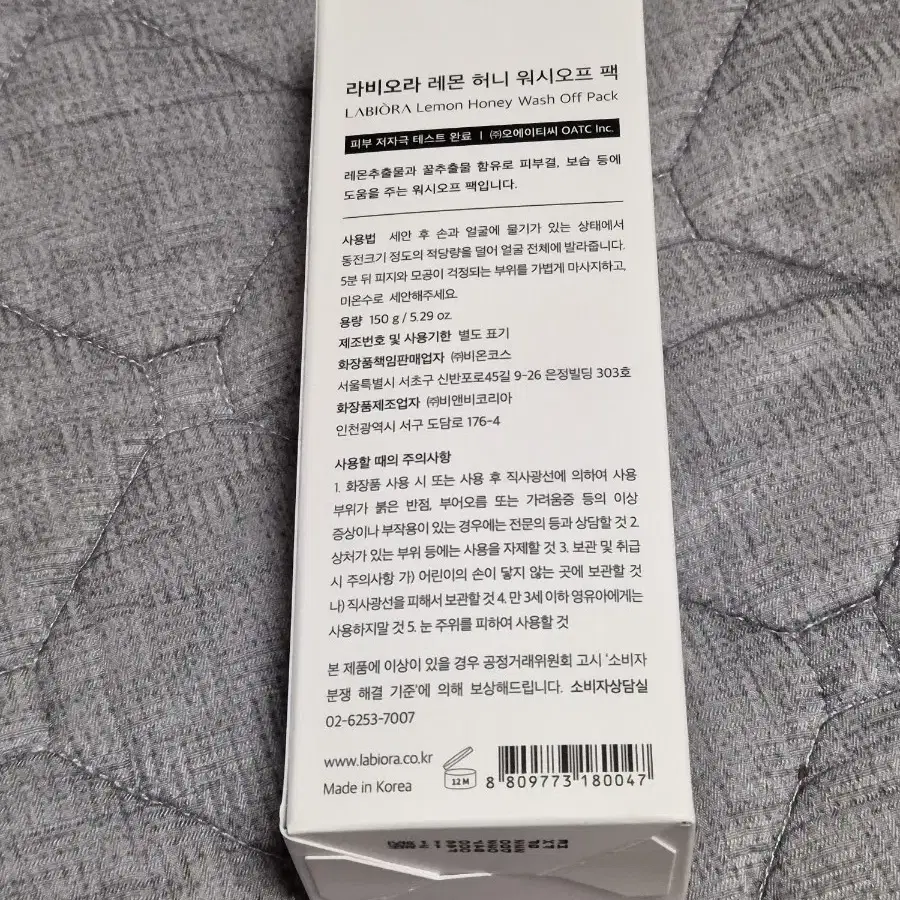 라비오라 레몬 허니 워시오프 팩
LABIÒRA Lemon Honey Wash Off Pack
피부 저자극 테스트 완료 | ㈜오에이티씨 OATC Inc.
레몬추출물과 꿀추출물 함유로 피부결, 보습 등에
도움을 주는 워시오프 팩입니다.
사용법 세안 후 손과 얼굴에 물기가 있는 상태에서
동전크기 정도의 적당량을 덜어 얼굴 전체에 발라줍니다.
5분 뒤 피지와 모공이 걱정되는 부위를 가볍게 마사지하고,
미온수로 세안해주세요.
용량 150 g / 5.29 oz.
제조번호 및 사용기한 별도 표기
화장품책임판매업자 ㈜비온코스
서울특별시 서초구 신반포로45길 9-26 은정빌딩 303호
화장품제조업자 ㈜비앤비코리아
인천광역시 서구 도담로 176-4
사용할 때의 주의사항
1. 화장품 사용 시 또는 사용 후 직사광선에 의하여 사용
부위가 붉은 반점, 부어오름 또는 가려움증 등의 이상
증상이나 부작용이 있는 경우에는 전문의 등과 상담할 것 2.
상처가 있는 부위 등에는 사용을 자제할 것 3. 보관 및 취급
시 주의사항 가) 어린이의 손이 닿지 않는 곳에 보관할 것
나) 직사광선을 피해서 보관할 것 4. 만 3세 이하 영유아에게는
사용하지말 것 5. 눈 주위를 피하여 사용할 것
본 제품에 이상이 있을 경우 공정거래위원회 고시 '소비자
분쟁 해결 기준'에 의해 보상해드립니다. 소비자상담실
02-6253-7007
www.labiora.co.kr
Made in Korea
12 M
8 809773 180047